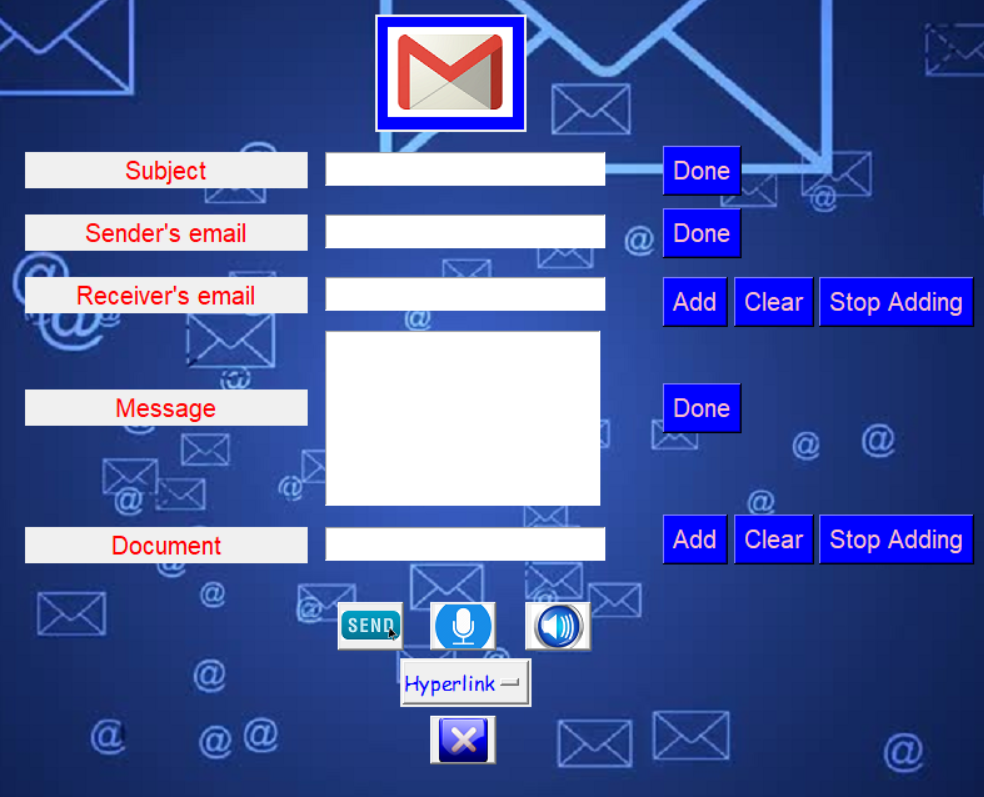 Subject
Done
Sender's email
Done
Receiver's email
Add Clear Stop Adding
Message
Done
Document
Add Clear Stop Adding
SEND
Hyperlink